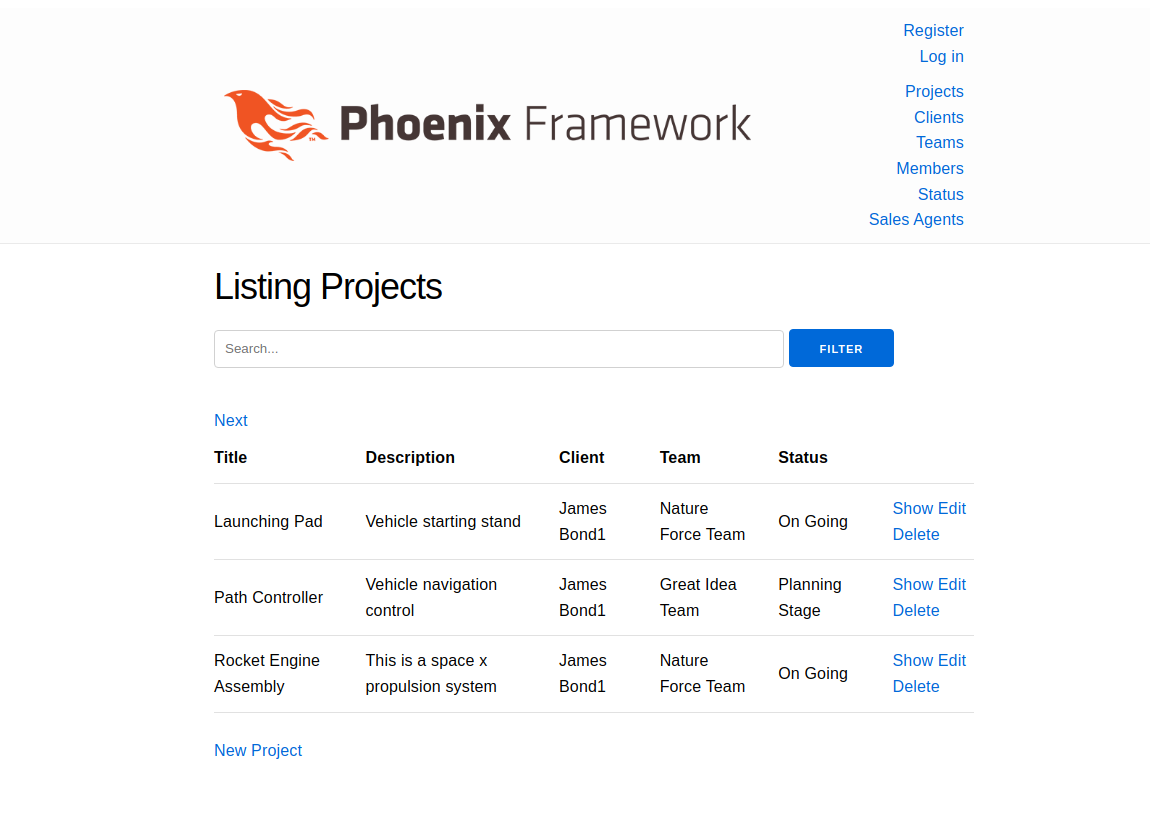 Register
Log in
Projects
Clients
Teams
Members
Status
Sales Agents
Phoenix Framework
TM
Listing Projects
Search...
FILTER
Next
Title Description Client Team Status
Launching Pad Vehicle starting stand James Bond1 Nature Force Team On Going Show Edit Delete
Path Controller Vehicle navigation control James Bond1 Great Idea Team Planning Stage Show Edit Delete
Rocket Engine Assembly This is a space x propulsion system James Bond1 Nature Force Team On Going Show Edit Delete
New Project